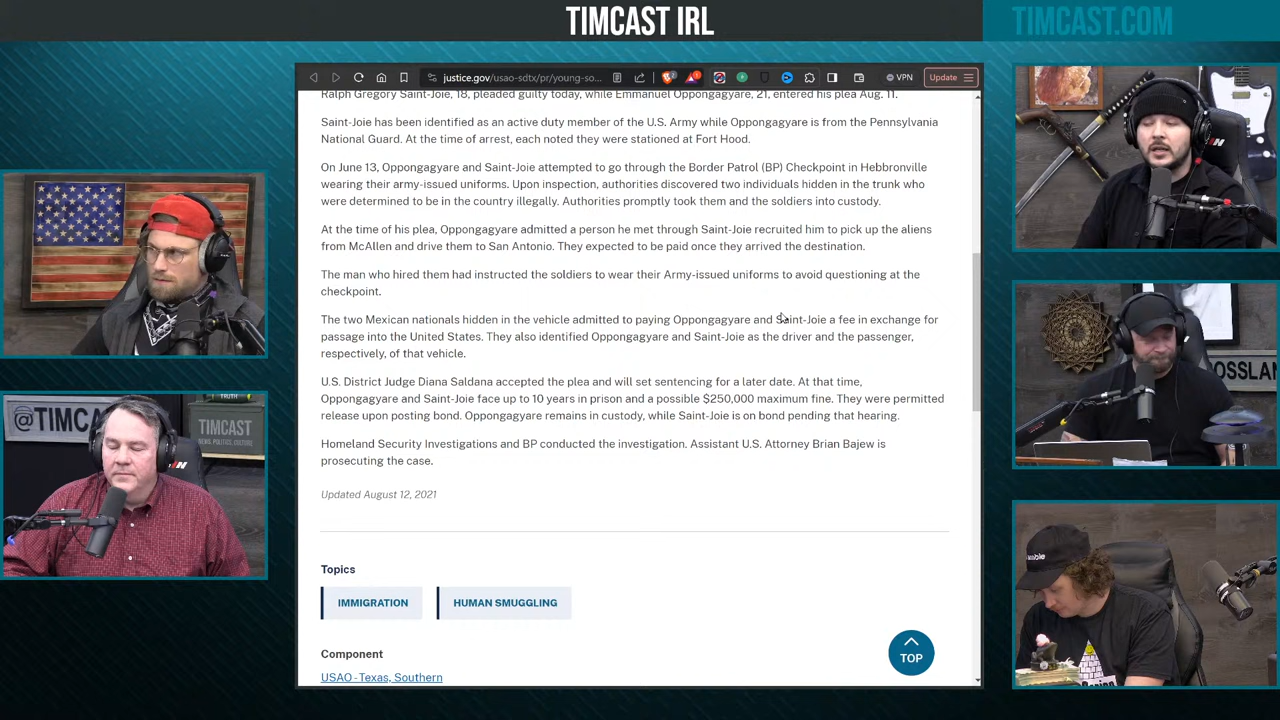 TIMCAST IRL
TIMCAST.COM
justice.gov/usao-sdtx/pr/young-so...
VPN
Update
Ralph Gregory Saint-Joie, 18, pleaded guilty today, while Emmanuel Oppongagyare, 21, entered his plea Aug. 11.
Saint-Joie has been identified as an active duty member of the U.S. Army while Oppongagyare is from the Pennsylvania
National Guard. At the time of arrest, each noted they were stationed at Fort Hood.
On June 13, Oppongagyare and Saint-Joie attempted to go through the Border Patrol (BP) Checkpoint in Hebbronville
wearing their army-issued uniforms. Upon inspection, authorities discovered two individuals hidden in the trunk who
were determined to be in the country illegally. Authorities promptly took them and the soldiers into custody.
At the time of his plea, Oppongagyare admitted a person he met through Saint-Joie recruited him to pick up the aliens
from McAllen and drive them to San Antonio. They expected to be paid once they arrived the destination.
The man who hired them had instructed the soldiers to wear their Army-issued uniforms to avoid questioning at the
checkpoint.
The two Mexican nationals hidden in the vehicle admitted to paying Oppongagyare and Saint-Joie a fee in exchange for
passage into the United States. They also identified Oppongagyare and Saint-Joie as the driver and the passenger,
respectively, of that vehicle.
U.S. District Judge Diana Saldana accepted the plea and will set sentencing for a later date. At that time,
Oppongagyare and Saint-Joie face up to 10 years in prison and a possible $250,000 maximum fine. They were permitted
release upon posting bond. Oppongagyare remains in custody, while Saint-Joie is on bond pending that hearing.
Homeland Security Investigations and BP conducted the investigation. Assistant U.S. Attorney Brian Bajew is
prosecuting the case.
Updated August 12, 2021
Topics
IMMIGRATION
HUMAN SMUGGLING
Component
USAO - Texas, Southern
TOP
@TIMCAST
TRUTH
TIMCAST
NEWS, POLITICS, CULTURE